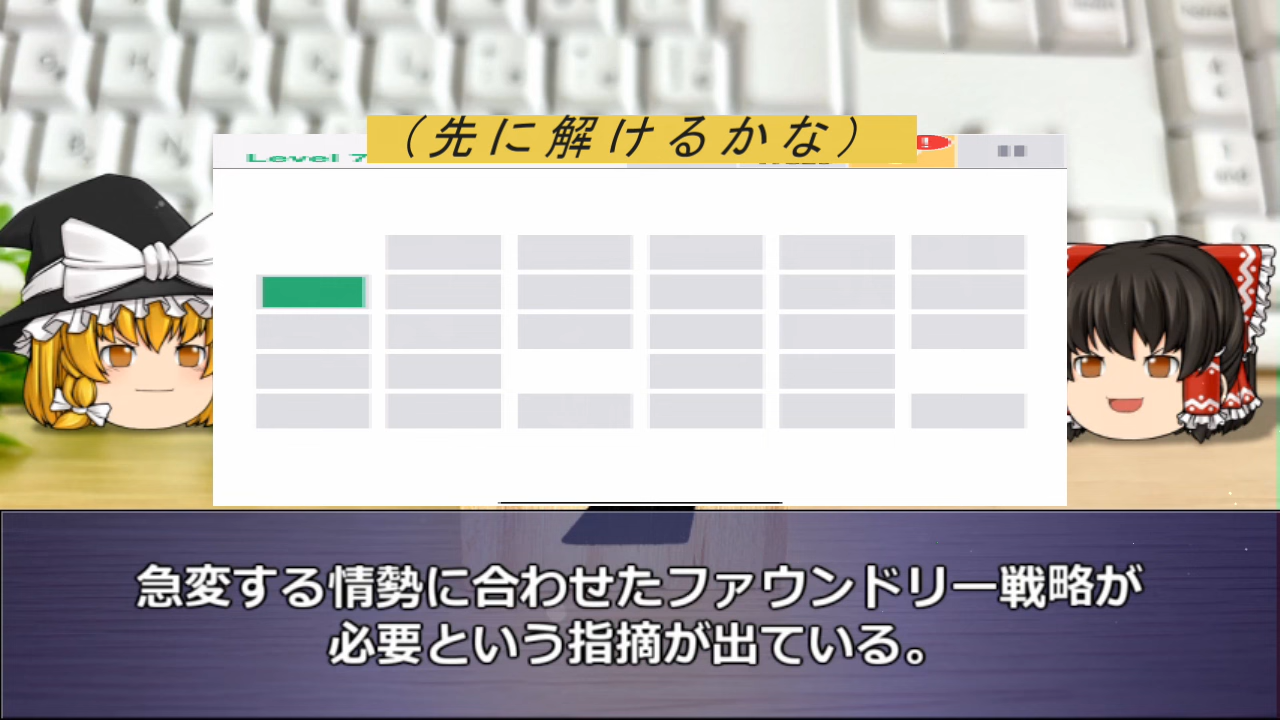 （先に解けるかな）
Level 7
!
急変する情勢に合わせたファウンドリー戦略が
必要という指摘が出ている。